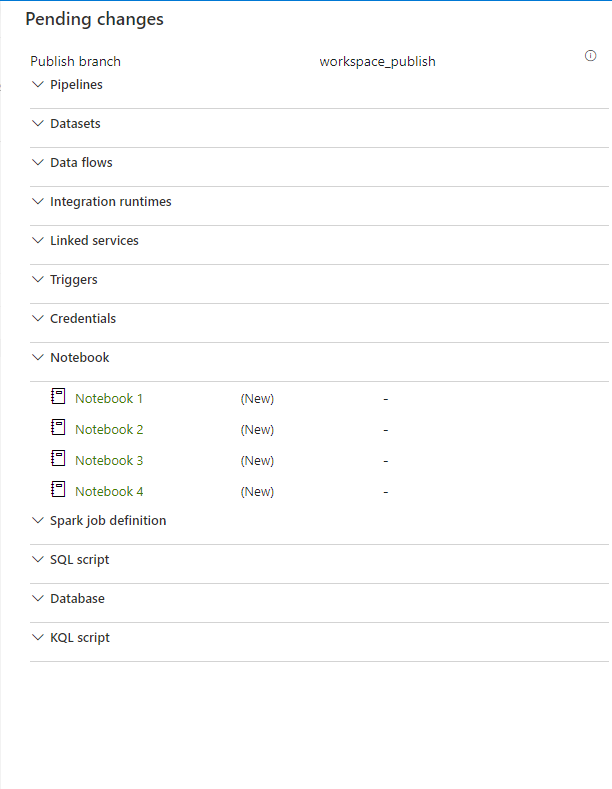 Pending changes
Publish branch workspace_publish
Pipelines
Datasets
Data flows
Integration runtimes
Linked services
Triggers
Credentials
Notebook
Notebook 1 (New) -
Notebook 2 (New) -
Notebook 3 (New) -
Notebook 4 (New) -
Spark job definition
SQL script
Database
KQL script